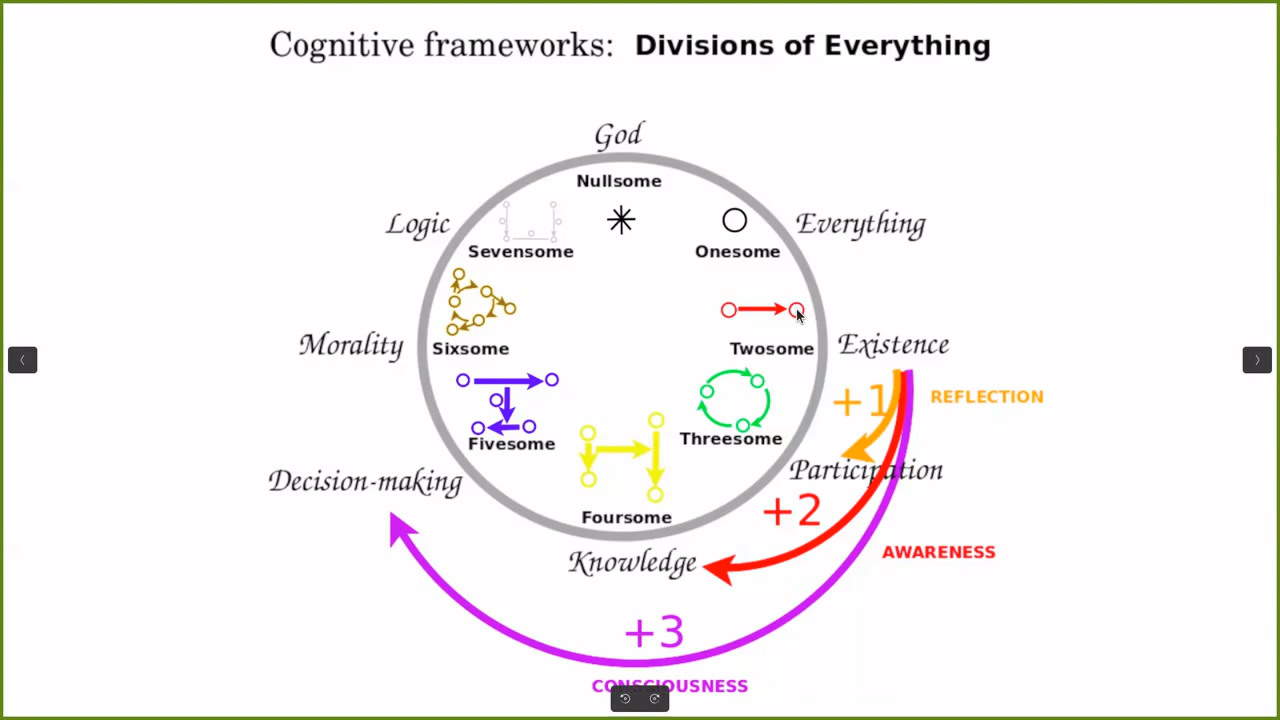 Cognitive frameworks: Divisions of Everything
God
Nullsome
Logic
Everything
Sevensome
Onesome
Morality
Sixsome
Twosome
Existence
+1
REFLECTION
Fivesome
Threesome
Decision-making
Participation
+2
Foursome
Knowledge
AWARENESS
+3
CONSCIOUSNESS